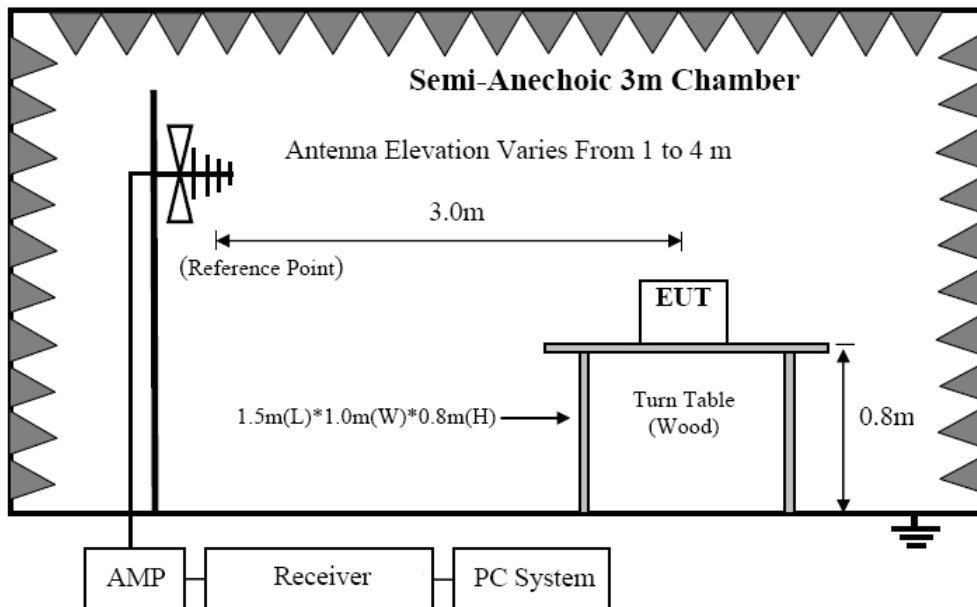 Semi-Anechoic 3m Chamber
Antenna Elevation Varies From 1 to 4 m
3.0m
(Reference Point)
EUT
1.5m(L)*1.0m(W)*0.8m(H)
Turn Table
(Wood)
0.8m
AMP
Receiver
PC System